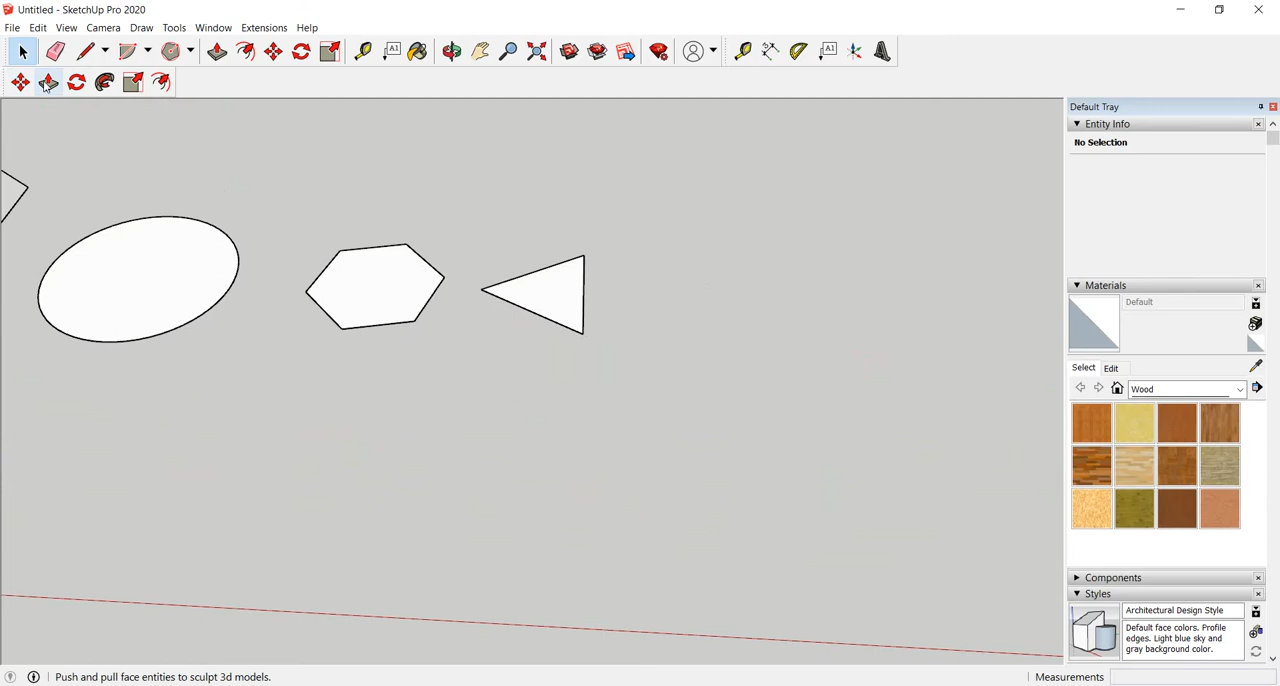 Untitled - SketchUp Pro 2020
File Edit View Camera Draw Tools Window Extensions Help
A1
A1
Default Tray
Entity Info
No Selection
Materials
Default
Select Edit
Wood
Components
Styles
Architectural Design Style
Default face colors. Profile
edges. Light blue sky and
gray background color.
Push and pull face entities to sculpt 3d models.
Measurements